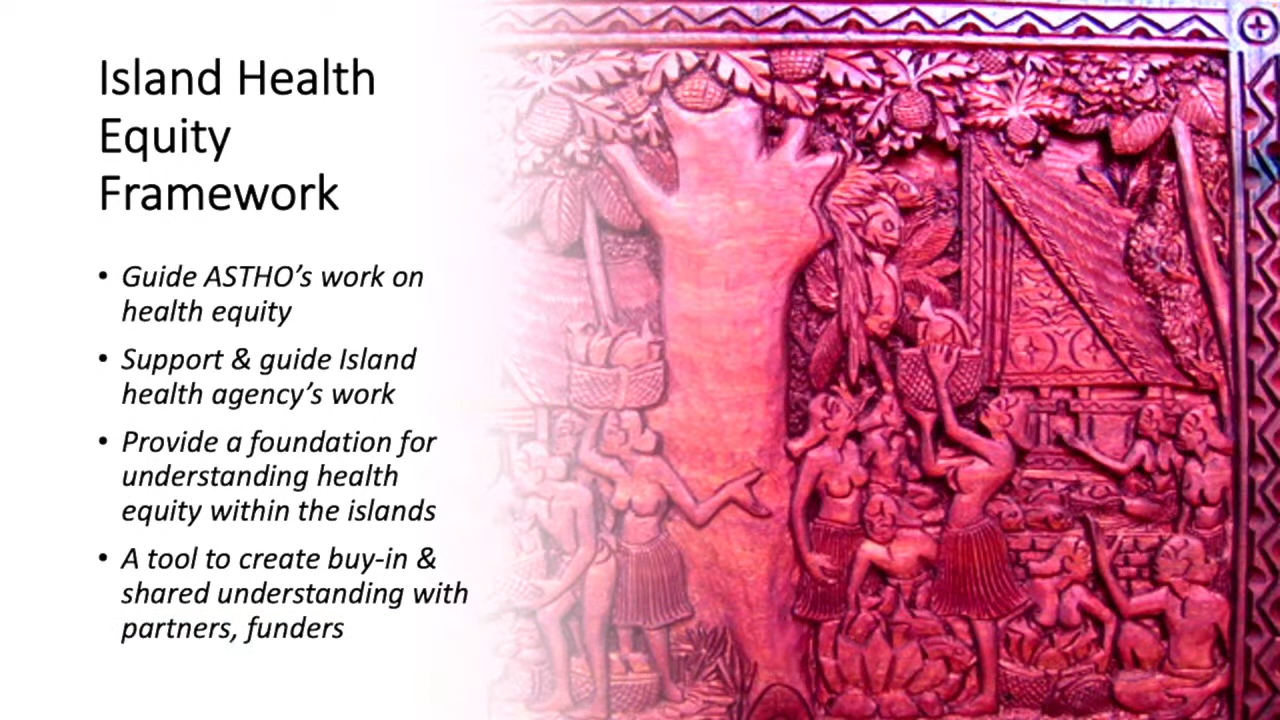 Island Health
Equity
Framework
• Guide ASTHO’s work on
health equity
• Support & guide Island
health agency’s work
• Provide a foundation for
understanding health
equity within the islands
• A tool to create buy-in &
shared understanding with
partners, funders